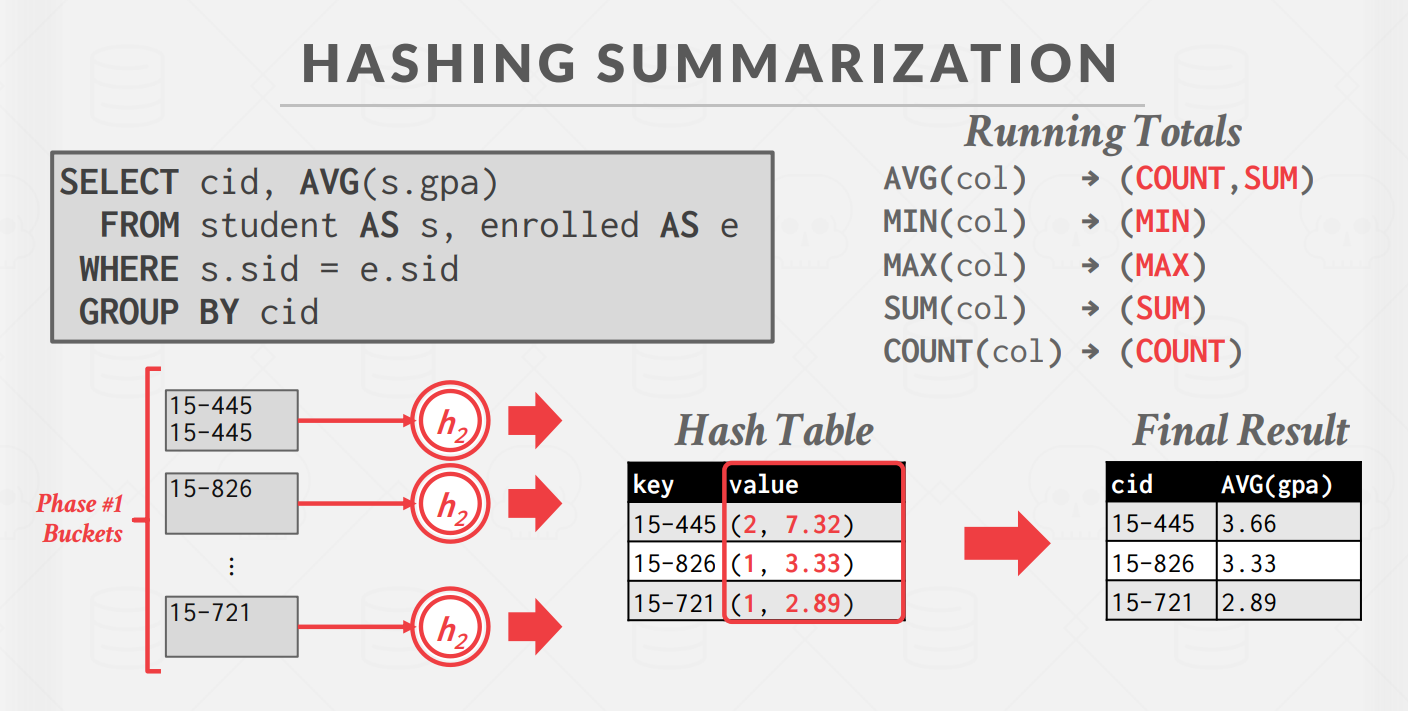 HASHING SUMMARIZATION
SELECT cid, AVG(s.gpa)
FROM student AS s, enrolled AS e
WHERE s.sid = e.sid
GROUP BY cid
Running Totals
AVG(col) → (COUNT,SUM)
MIN(col) → (MIN)
MAX(col) → (MAX)
SUM(col) → (SUM)
COUNT(col) → (COUNT)
Phase #1
Buckets
15-445
15-445
h2
15-826
h2
⋮
15-721
h2
Hash Table
key value
15-445 (2, 7.32)
15-826 (1, 3.33)
15-721 (1, 2.89)
Final Result
cid AVG(gpa)
15-445 3.66
15-826 3.33
15-721 2.89